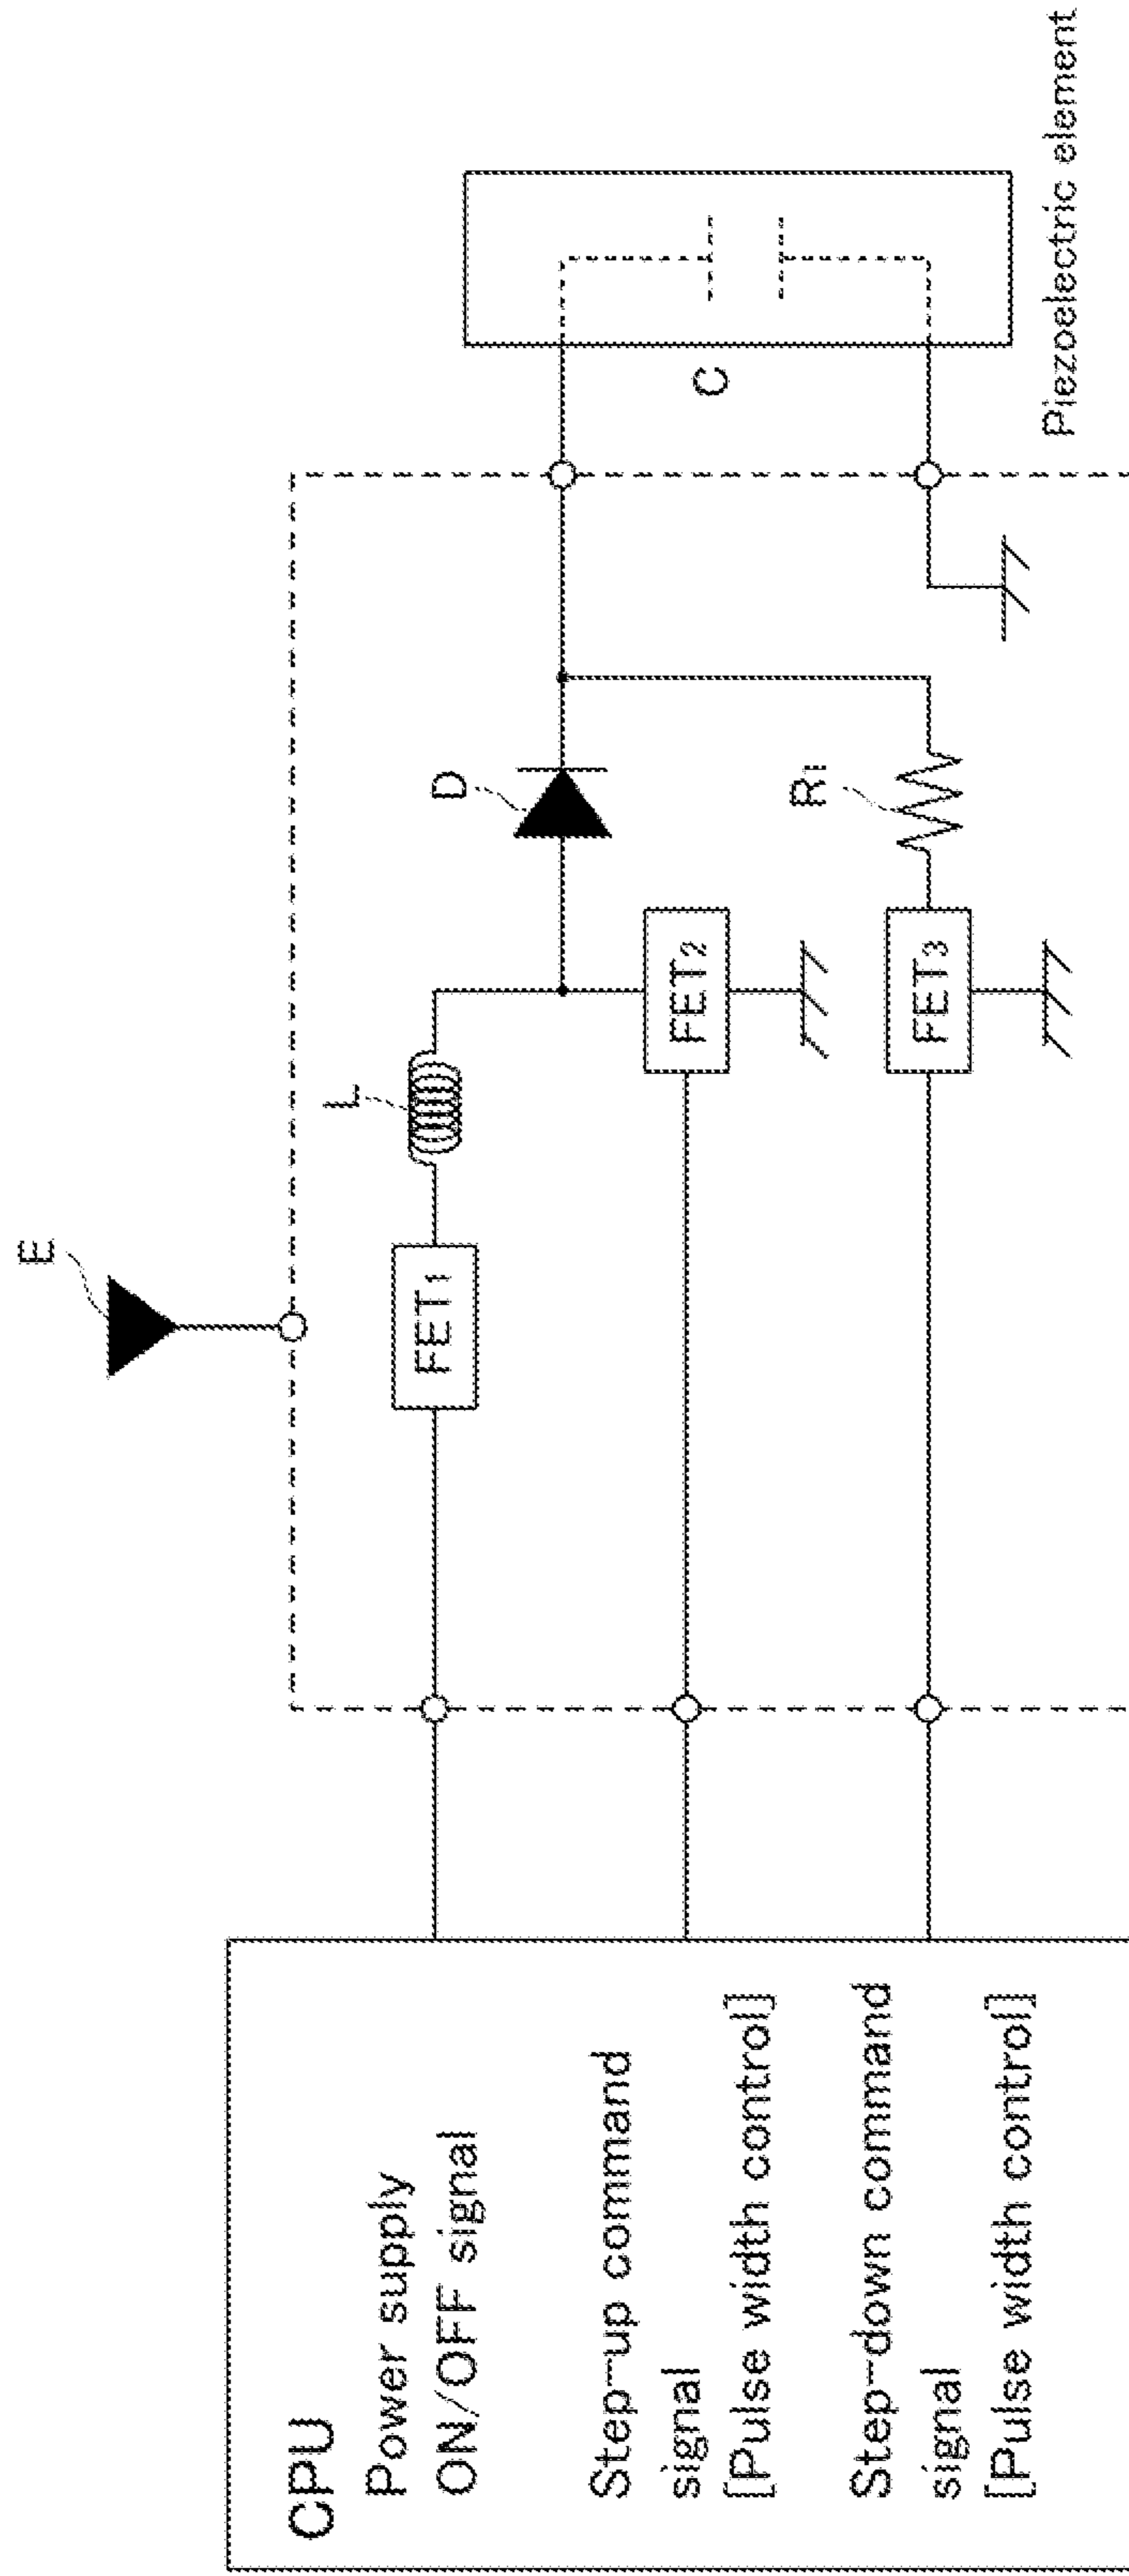 CPU
Power supply
ON/OFF signal
Step-up command
signal
[Pulse width control]
Step-down command
signal
[Pulse width control]
E
FET1
L
D
FET2
R1
FET3
C
Piezoelectric element